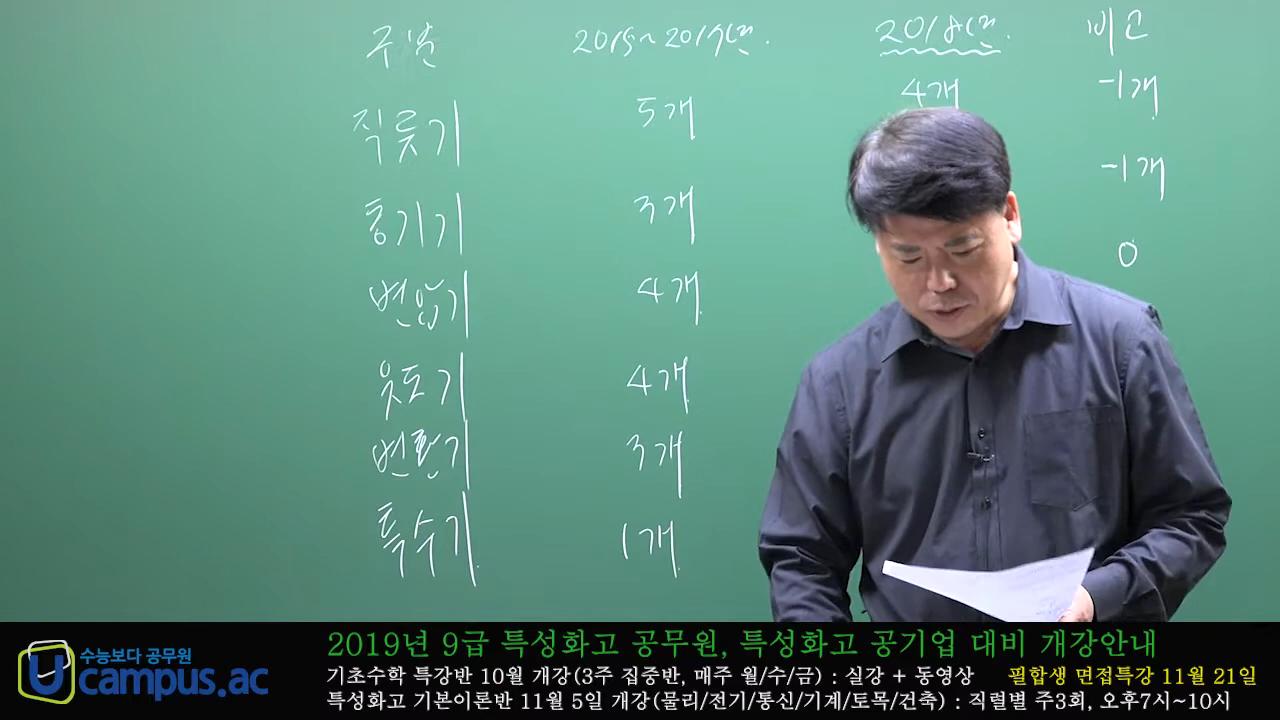 구분 2015~2017년. 2018년. 비고
직류기 5개 4개 -1개
동기기 3개 -1개
변압기 4개 0
유도기 4개
변환기 3개
특수기 1개
수능보다 공무원
Ucampus.ac
2019년 9급 특성화고 공무원, 특성화고 공기업 대비 개강안내
기초수학 특강반 10월 개강(3주 집중반, 매주 월/수/금) : 실강 + 동영상 필합생 면접특강 11월 21일
특성화고 기본이론반 11월 5일 개강(물리/전기/통신/기계/토목/건축) : 직렬별 주3회, 오후7시~10시